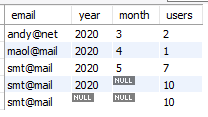 email year month users
andy@net 2020 3 2
maol@mail 2020 4 1
smt@mail 2020 5 7
smt@mail 2020 NULL 10
smt@mail NULL NULL 10